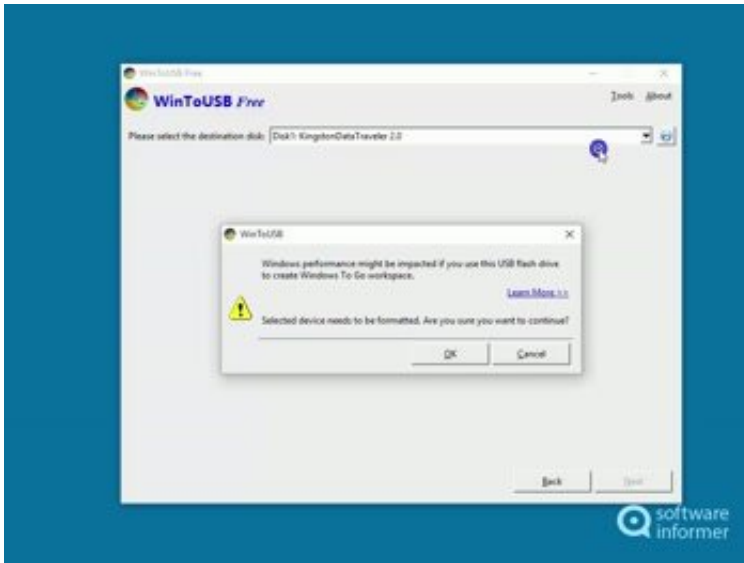 WinToUSB Free
WinToUSB Free
Tools About
Please select the destination disk: Disk1: KingstonDataTraveler 2.0
WinToUSB
Windows performance might be impacted if you use this USB flash drive
to create Windows To Go workspace.
Learn More >>
Selected device needs to be formatted. Are you sure you want to continue?
OK Cancel
Back Next
software
informer